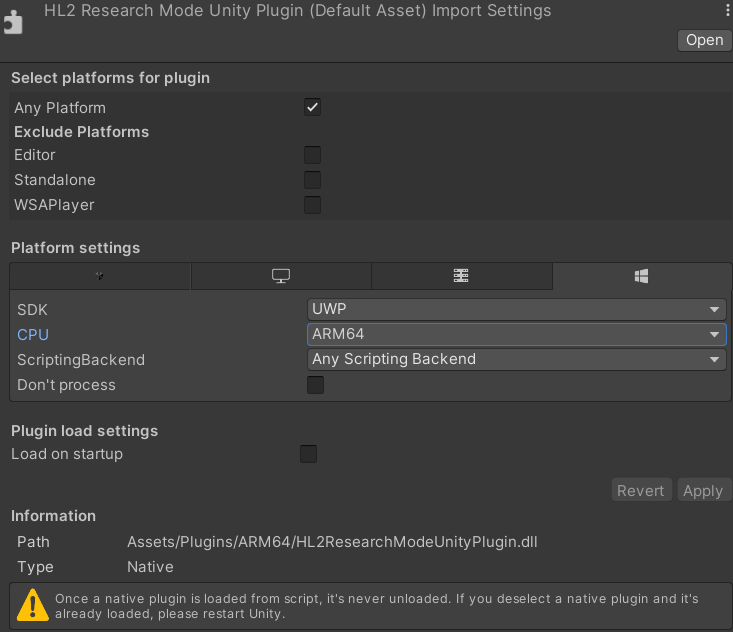 HL2 Research Mode Unity Plugin (Default Asset) Import Settings
Open
Select platforms for plugin
Any Platform
Exclude Platforms
Editor
Standalone
WSAPlayer
Platform settings
SDK UWP
CPU ARM64
ScriptingBackend Any Scripting Backend
Don't process
Plugin load settings
Load on startup
Revert Apply
Information
Path Assets/Plugins/ARM64/HL2ResearchModeUnityPlugin.dll
Type Native
Once a native plugin is loaded from script, it's never unloaded. If you deselect a native plugin and it's
already loaded, please restart Unity.